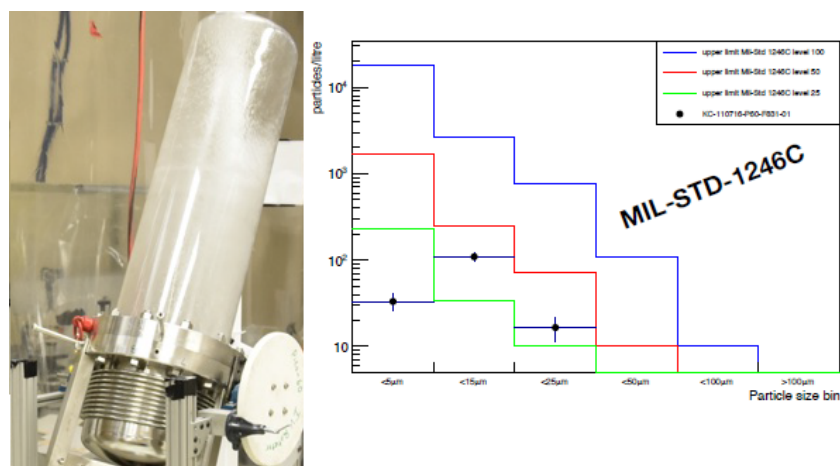 particles/litre
10⁴
10³
10²
10
upper limit Mil-Std 1246C level 100
upper limit Mil-Std 1246C level 50
upper limit Mil-Std 1246C level 25
KC-110716-P60-F831-01
MIL-STD-1246C
<5μm
<15μm
<25μm
<50μm
<100μm
>100μm
Particle size bin